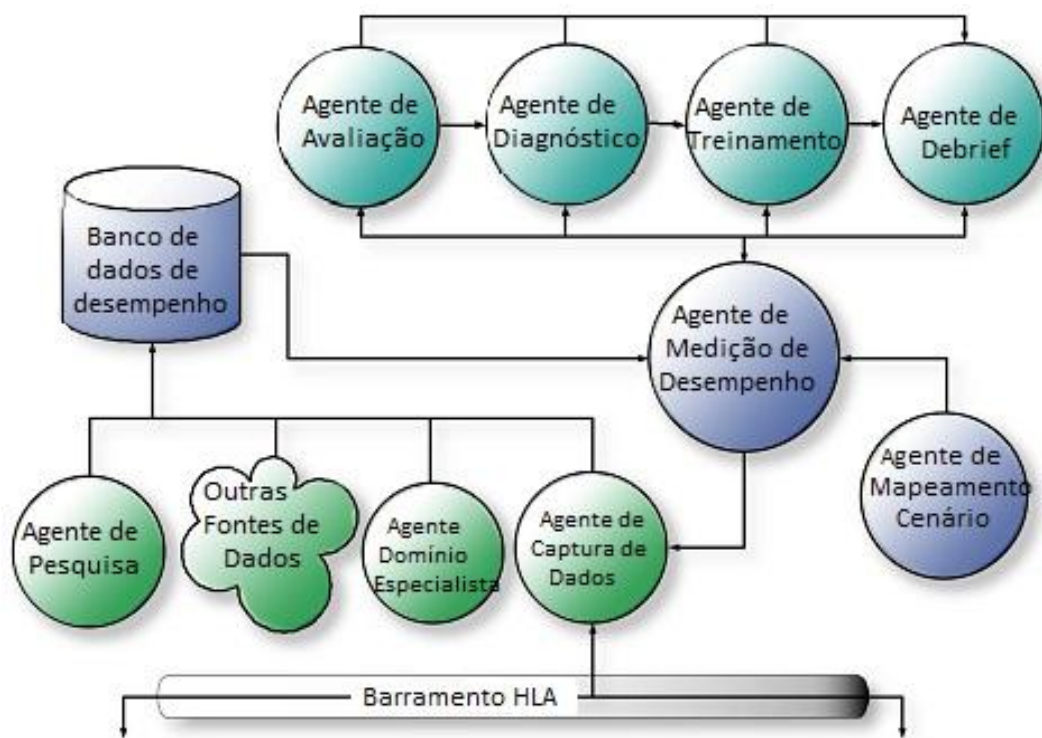 Agente de
Avaliação
Agente de
Diagnóstico
Agente de
Treinamento
Agente de
Debrief
Banco de
dados de
desempenho
Agente de
Medição de
Desempenho
Agente de
Mapeamento
Cenário
Agente de
Pesquisa
Outras
Fontes de
Dados
Agente
Domínio
Especialista
Agente de
Captura de
Dados
Barramento HLA